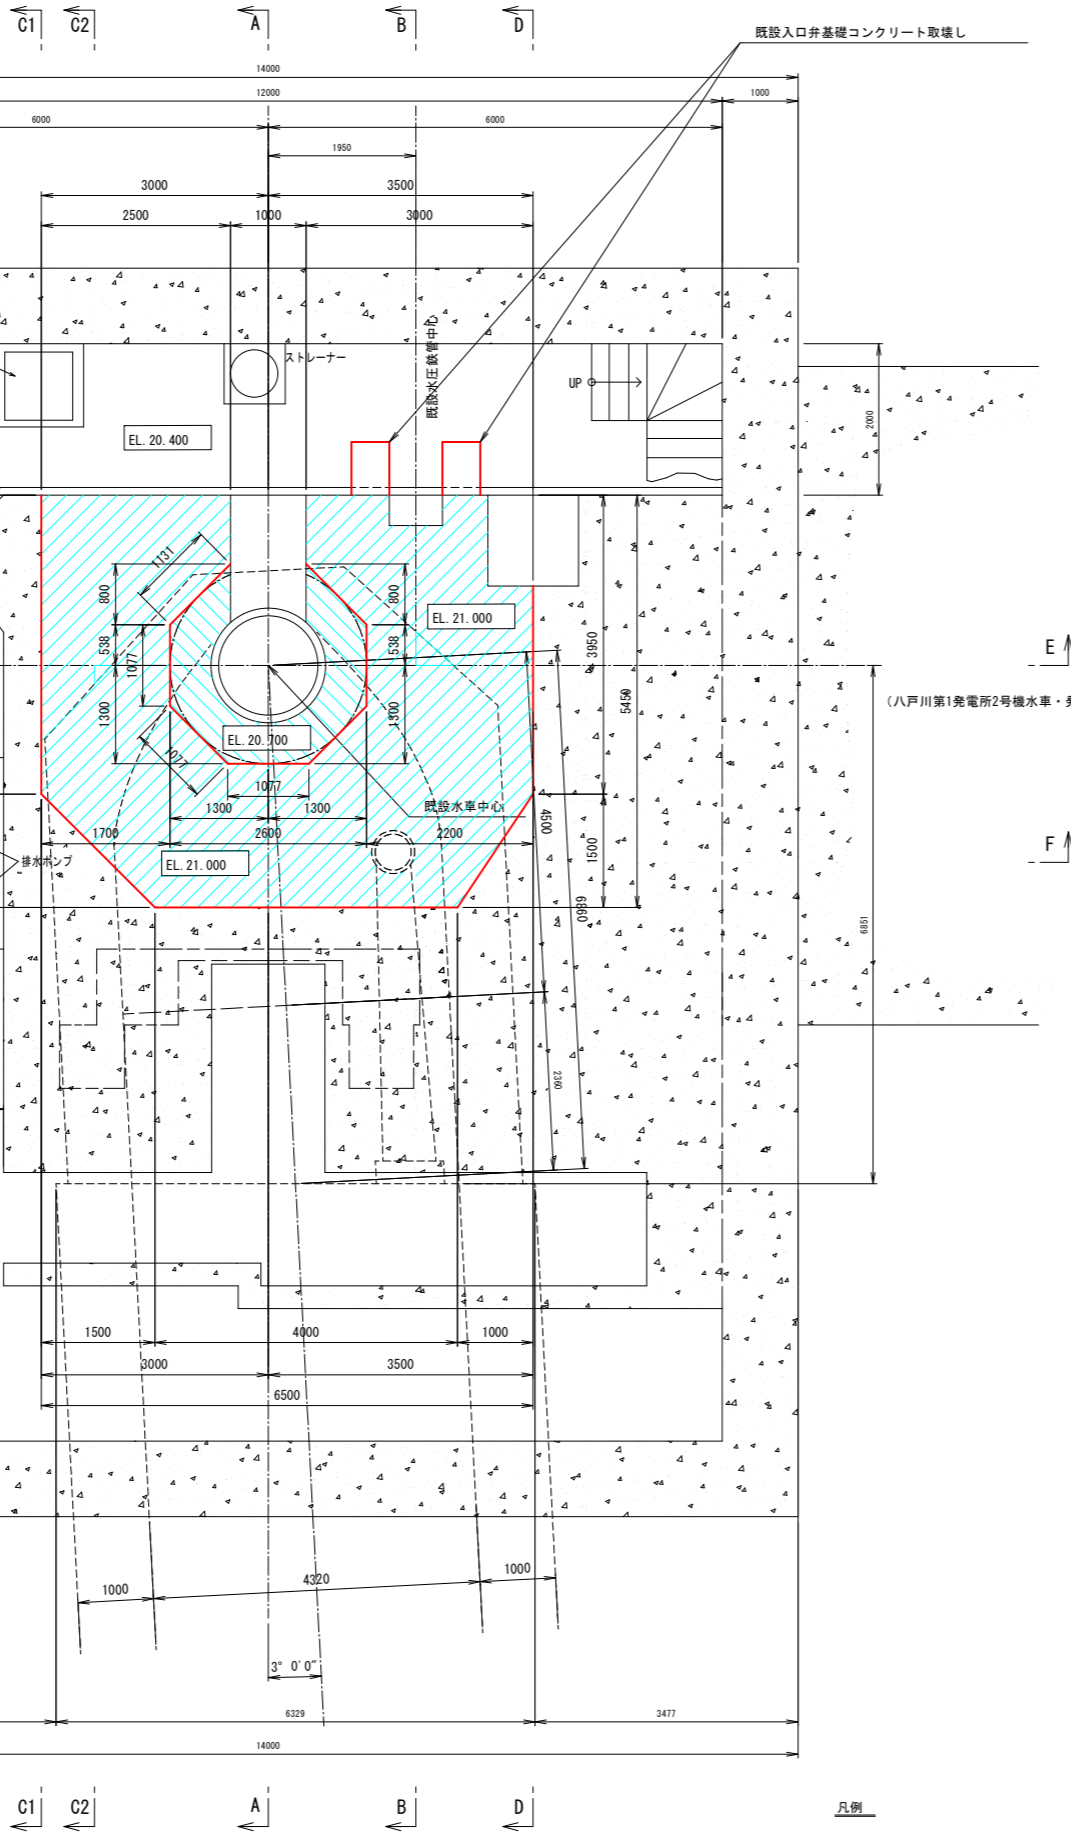 C1 C2 A B D
既設入口弁基礎コンクリート取壊し
14000
12000 1000
6000 6000
1950
3000 3500
2500 1000 3000
ストレーナー
既設水圧鉄管中心
UP
2000
EL. 20.400
1131
800 800
EL. 21.000
538 538
3950
E
1077
5450
(八戸川第1発電所2号機水車・発
1300 1300
EL. 20.700
1077
1077
既設水車中心
1300 1300
4500
F
1700 2600 2200
1500
排水ポンプ
EL. 21.000
6860
6851
2360
1500 4000 1000
3000 3500
6500
1000 4320 1000
3° 0'0"
6329 3477
14000
C1 C2 A B D
凡例